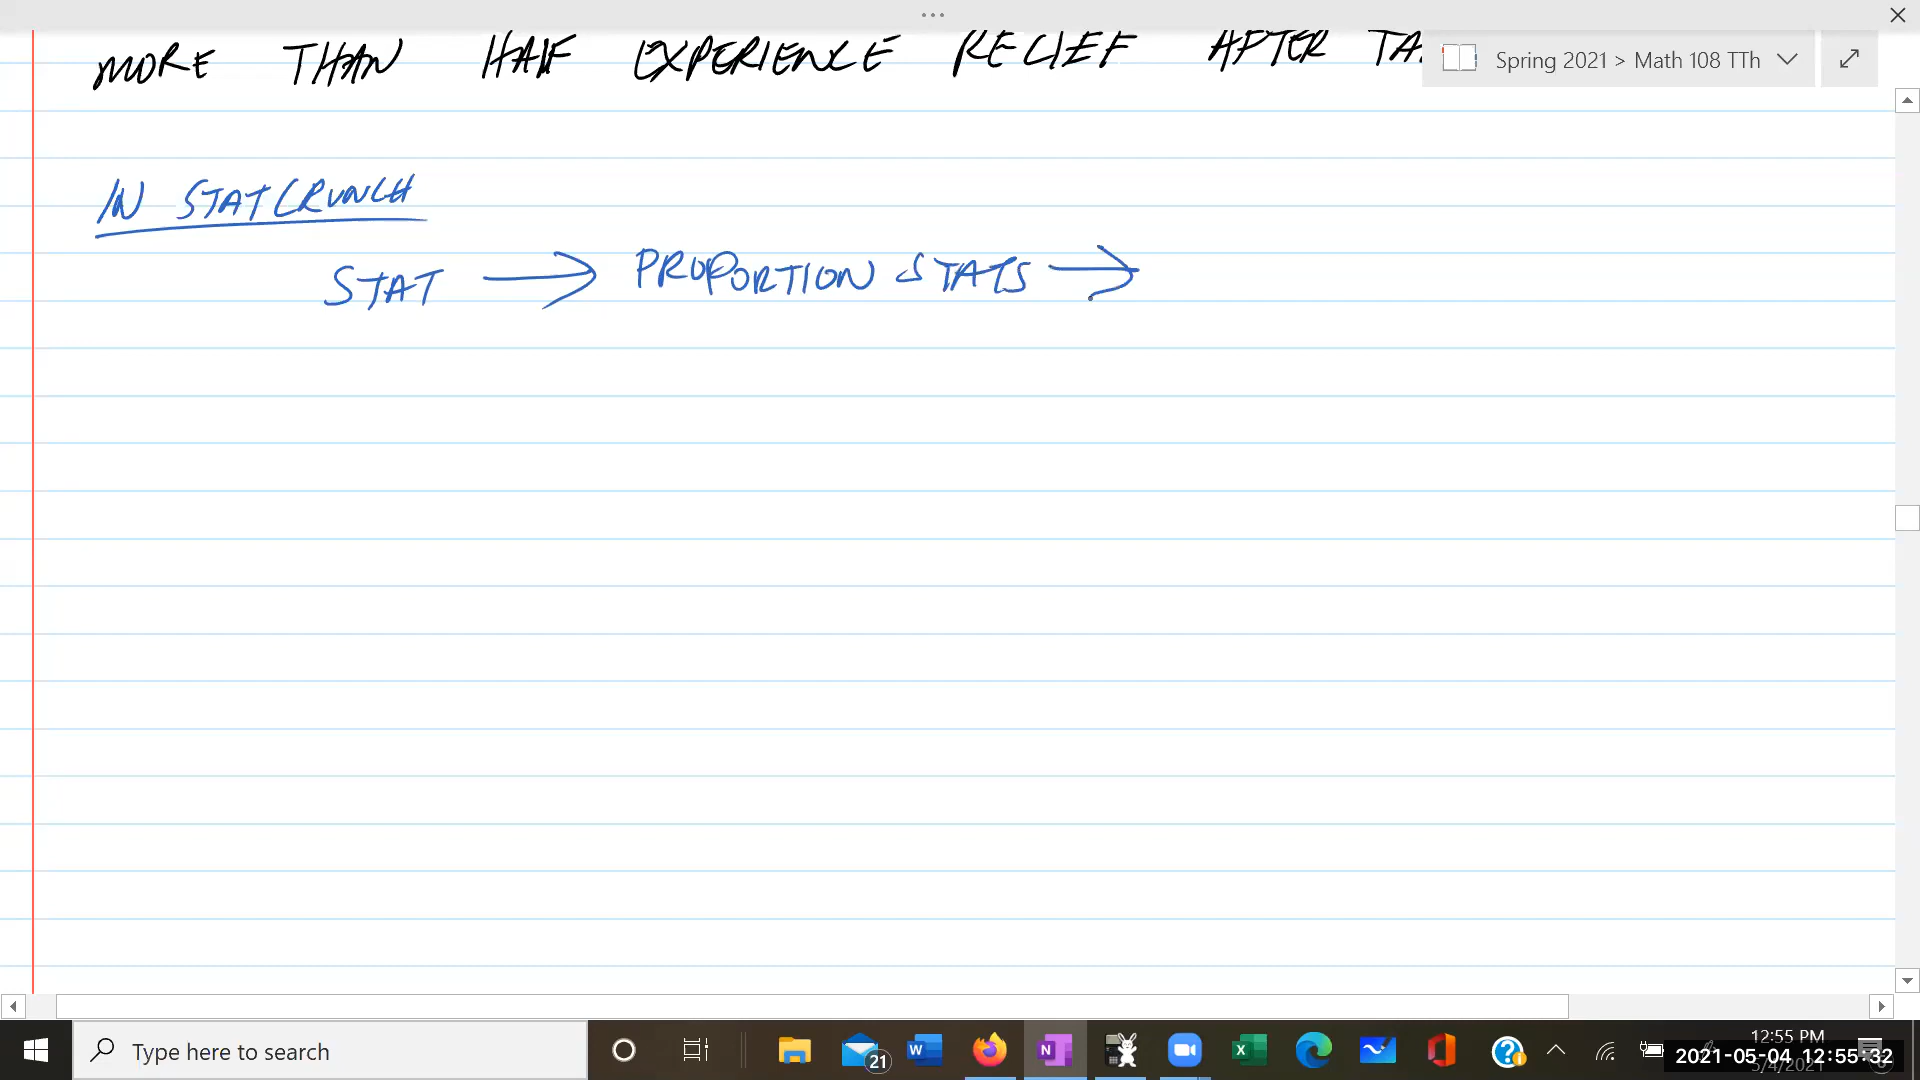 MORE THAN HALF EXPERIENCE RELIEF AFTER
Spring 2021 > Math 108 TTh
IN STATCRUNCH
STAT → PROPORTION STATS →
Type here to search
21
12:55 PM
2021-05-04 12:55:32